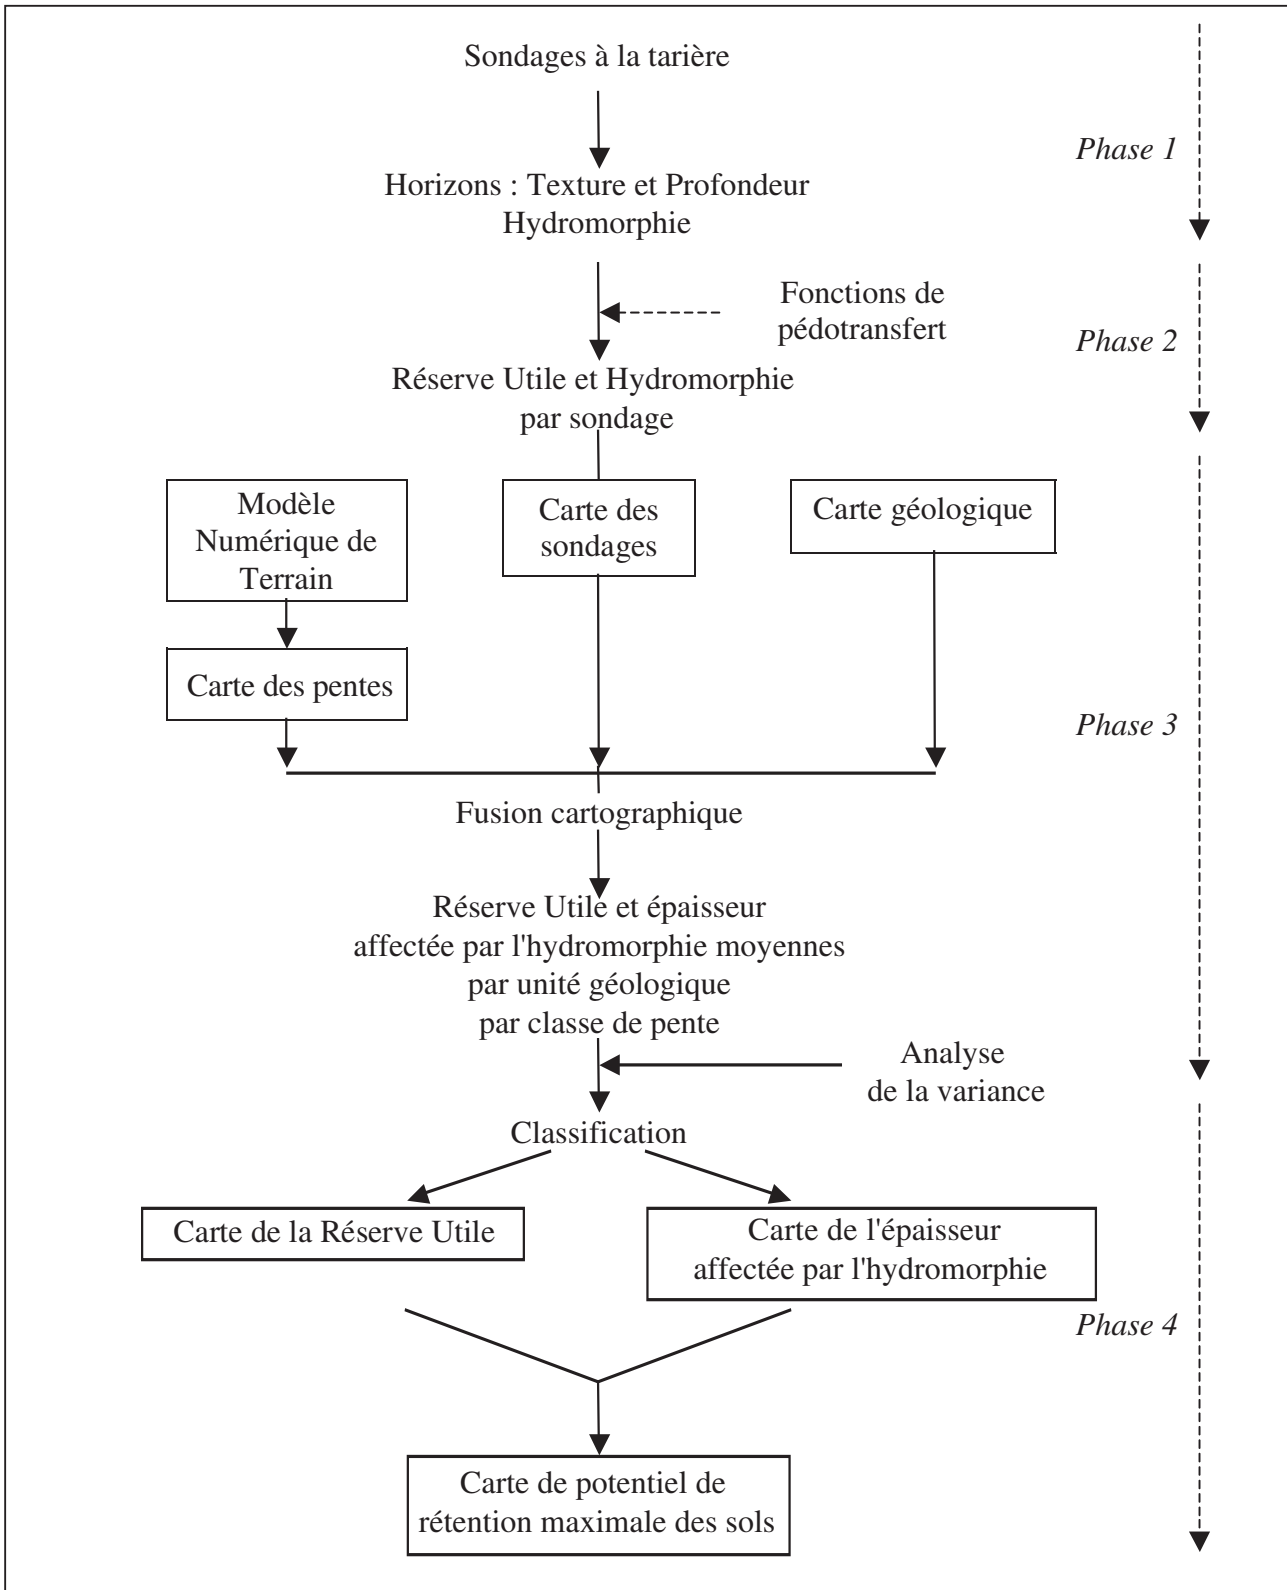 Sondages à la tarière
Phase 1
Horizons : Texture et Profondeur
Hydromorphie
Fonctions de
pédotransfert
Phase 2
Réserve Utile et Hydromorphie
par sondage
Modèle
Numérique de
Terrain
Carte des
sondages
Carte géologique
Carte des pentes
Phase 3
Fusion cartographique
Réserve Utile et épaisseur
affectée par l'hydromorphie moyennes
par unité géologique
par classe de pente
Analyse
de la variance
Classification
Carte de la Réserve Utile
Carte de l'épaisseur
affectée par l'hydromorphie
Phase 4
Carte de potentiel de
rétention maximale des sols